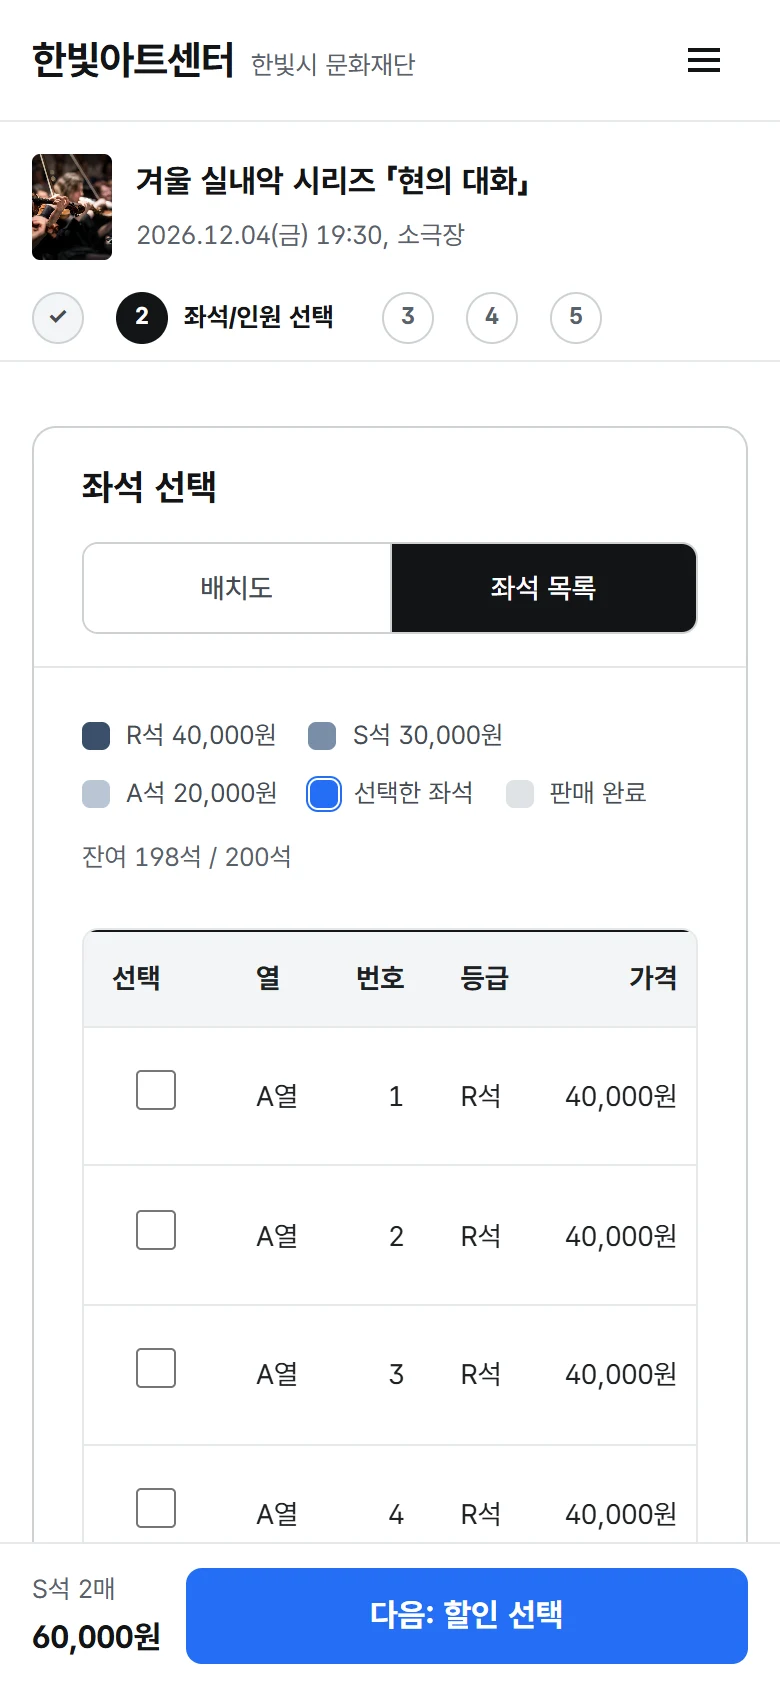 한빛아트센터 한빛시 문화재단
겨울 실내악 시리즈 「현의 대화」
2026.12.04(금) 19:30, 소극장
2 좌석/인원 선택 3 4 5
좌석 선택
배치도 좌석 목록
R석 40,000원 S석 30,000원
A석 20,000원 선택한 좌석 판매 완료
잔여 198석 / 200석
선택 열 번호 등급 가격
A열 1 R석 40,000원
A열 2 R석 40,000원
A열 3 R석 40,000원
A열 4 R석 40,000원
S석 2매
60,000원
다음: 할인 선택